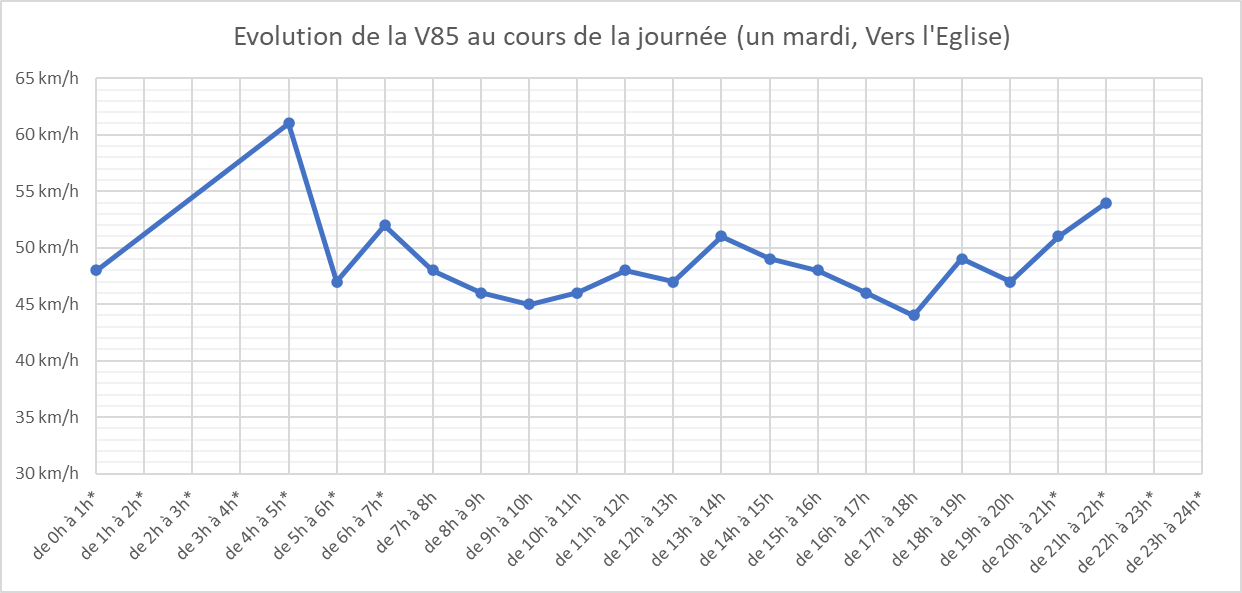 Evolution de la V85 au cours de la journée (un mardi, Vers l'Eglise)
65 km/h
60 km/h
55 km/h
50 km/h
45 km/h
40 km/h
35 km/h
30 km/h
de 0h à 1h*
de 1h à 2h*
de 2h à 3h*
de 3h à 4h*
de 4h à 5h*
de 5h à 6h*
de 6h à 7h*
de 7h à 8h
de 8h à 9h
de 9h à 10h
de 10h à 11h
de 11h à 12h
de 12h à 13h
de 13h à 14h
de 14h à 15h
de 15h à 16h
de 16h à 17h
de 17h à 18h
de 18h à 19h
de 19h à 20h
de 20h à 21h*
de 21h à 22h*
de 22h à 23h*
de 23h à 24h*